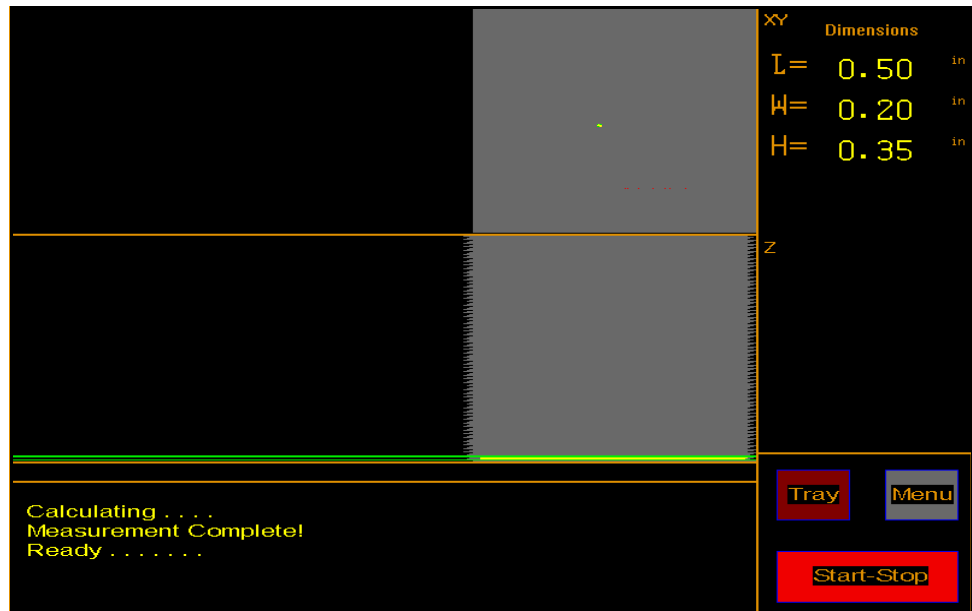 XY
Dimensions
L= 0.50 in
W= 0.20 in
H= 0.35 in
Z
Calculating . . . .
Measurement Complete!
Ready . . . . . . .
Tray
Menu
Start-Stop